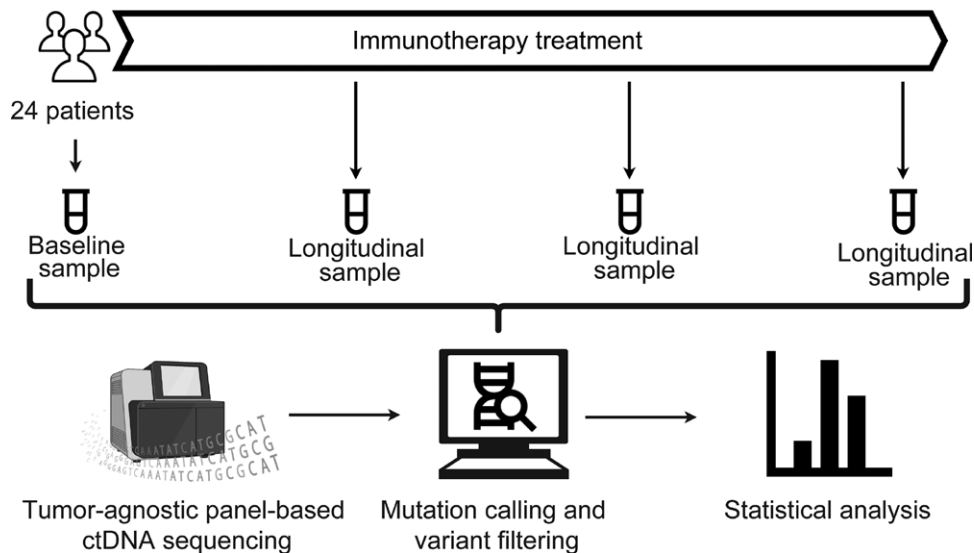 Immunotherapy treatment
24 patients
Baseline
sample
Longitudinal
sample
Longitudinal
sample
Longitudinal
sample
Tumor-agnostic panel-based
ctDNA sequencing
Mutation calling and
variant filtering
Statistical analysis